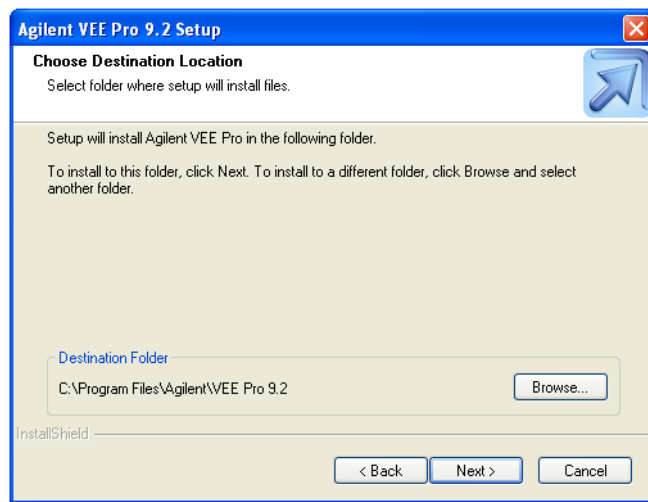 Agilent VEE Pro 9.2 Setup
Choose Destination Location
Select folder where setup will install files.
Setup will install Agilent VEE Pro in the following folder.
To install to this folder, click Next. To install to a different folder, click Browse and select
another folder.
Destination Folder
C:\Program Files\Agilent\VEE Pro 9.2
Browse...
InstallShield
< Back
Next >
Cancel